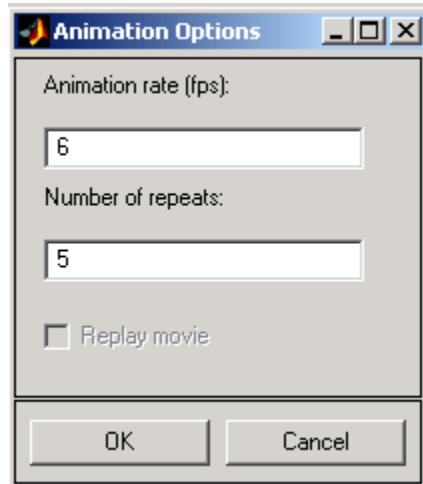 Animation Options
Animation rate (fps):
6
Number of repeats:
5
Replay movie
OK Cancel